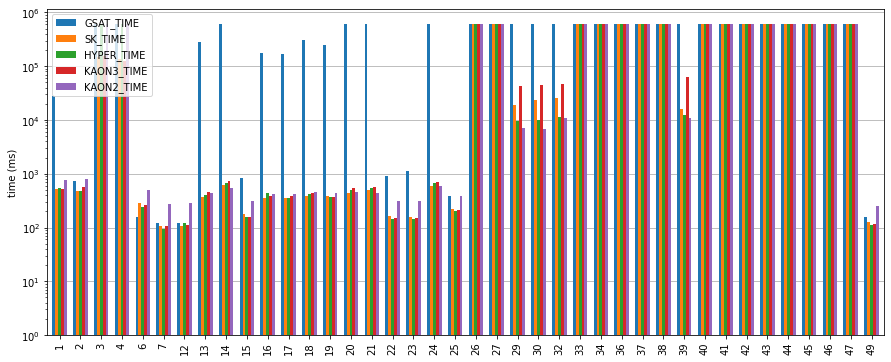 GSAT_TIME
SK_TIME
HYPER_TIME
KAON3_TIME
KAON2_TIME
time (ms)
10^6
10^5
10^4
10^3
10^2
10^1
10^0
1 2 3 4 6 7 12 13 14 15 16 17 18 19 20 21 22 23 24 25 26 27 29 30 32 33 34 36 37 38 39 40 41 42 43 44 45 46 47 49